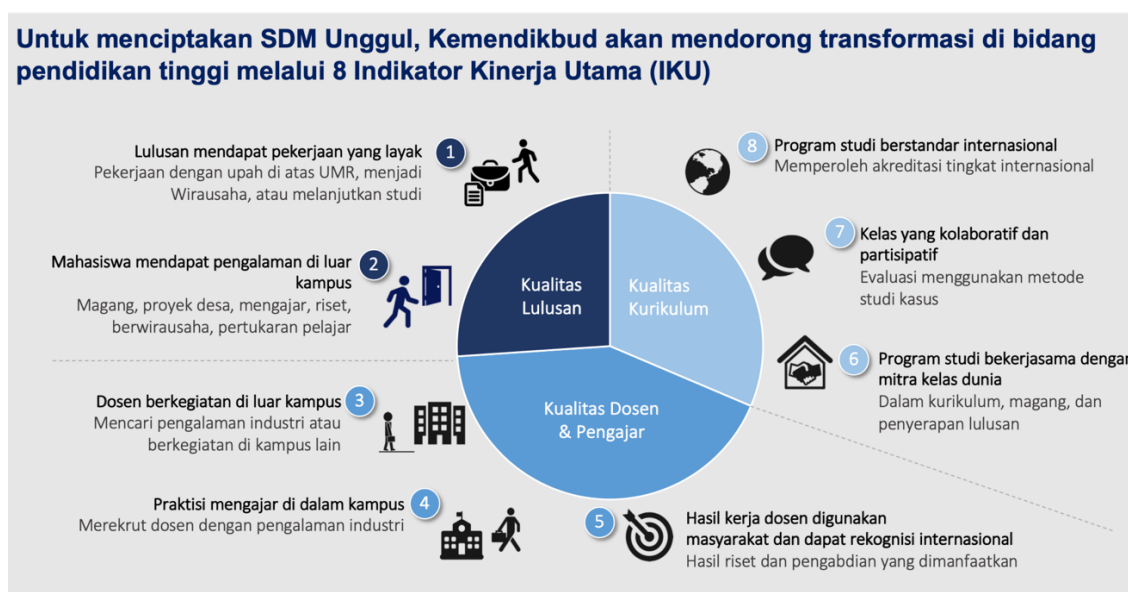 Untuk menciptakan SDM Unggul, Kemendikbud akan mendorong transformasi di bidang
pendidikan tinggi melalui 8 Indikator Kinerja Utama (IKU)
Lulusan mendapat pekerjaan yang layak
1
Pekerjaan dengan upah di atas UMR, menjadi
Wirausaha, atau melanjutkan studi
Mahasiswa mendapat pengalaman di luar
kampus
2
Magang, proyek desa, mengajar, riset,
berwirausaha, pertukaran pelajar
Dosen berkegiatan di luar kampus
3
Mencari pengalaman industri atau
berkegiatan di kampus lain
Praktisi mengajar di dalam kampus
4
Merekrut dosen dengan pengalaman industri
5
Hasil kerja dosen digunakan
masyarakat dan dapat rekognisi internasional
Hasil riset dan pengabdian yang dimanfaatkan
6
Program studi bekerjasama dengan
mitra kelas dunia
Dalam kurikulum, magang, dan
penyerapan lulusan
7
Kelas yang kolaboratif dan
partisipatif
Evaluasi menggunakan metode
studi kasus
8
Program studi berstandar internasional
Memperoleh akreditasi tingkat internasional
Kualitas
Lulusan
Kualitas
Kurikulum
Kualitas Dosen
& Pengajar